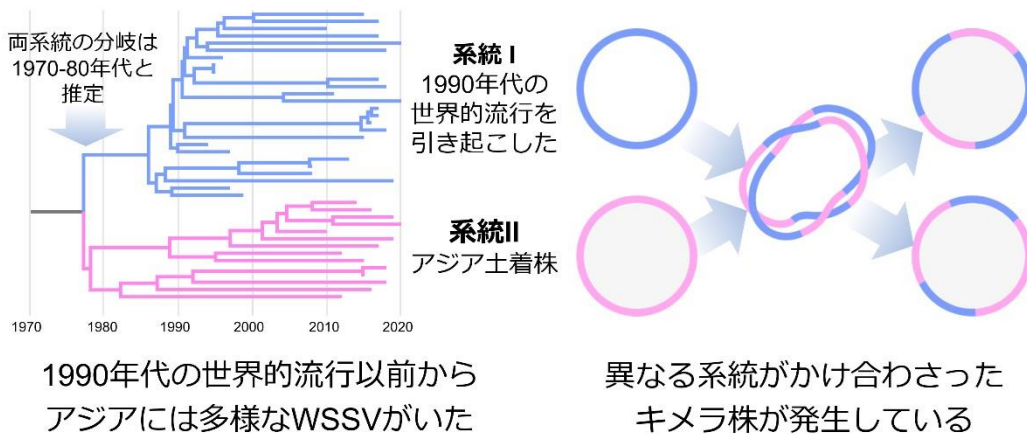 両系統の分岐は
1970-80年代と
推定
系統 I
1990年代の
世界的流行を
引き起こした
系統II
アジア土着株
1970
1980
1990
2000
2010
2020
1990年代の世界的流行以前から
アジアには多様なWSSVがいた
異なる系統がかけ合わさった
キメラ株が発生している